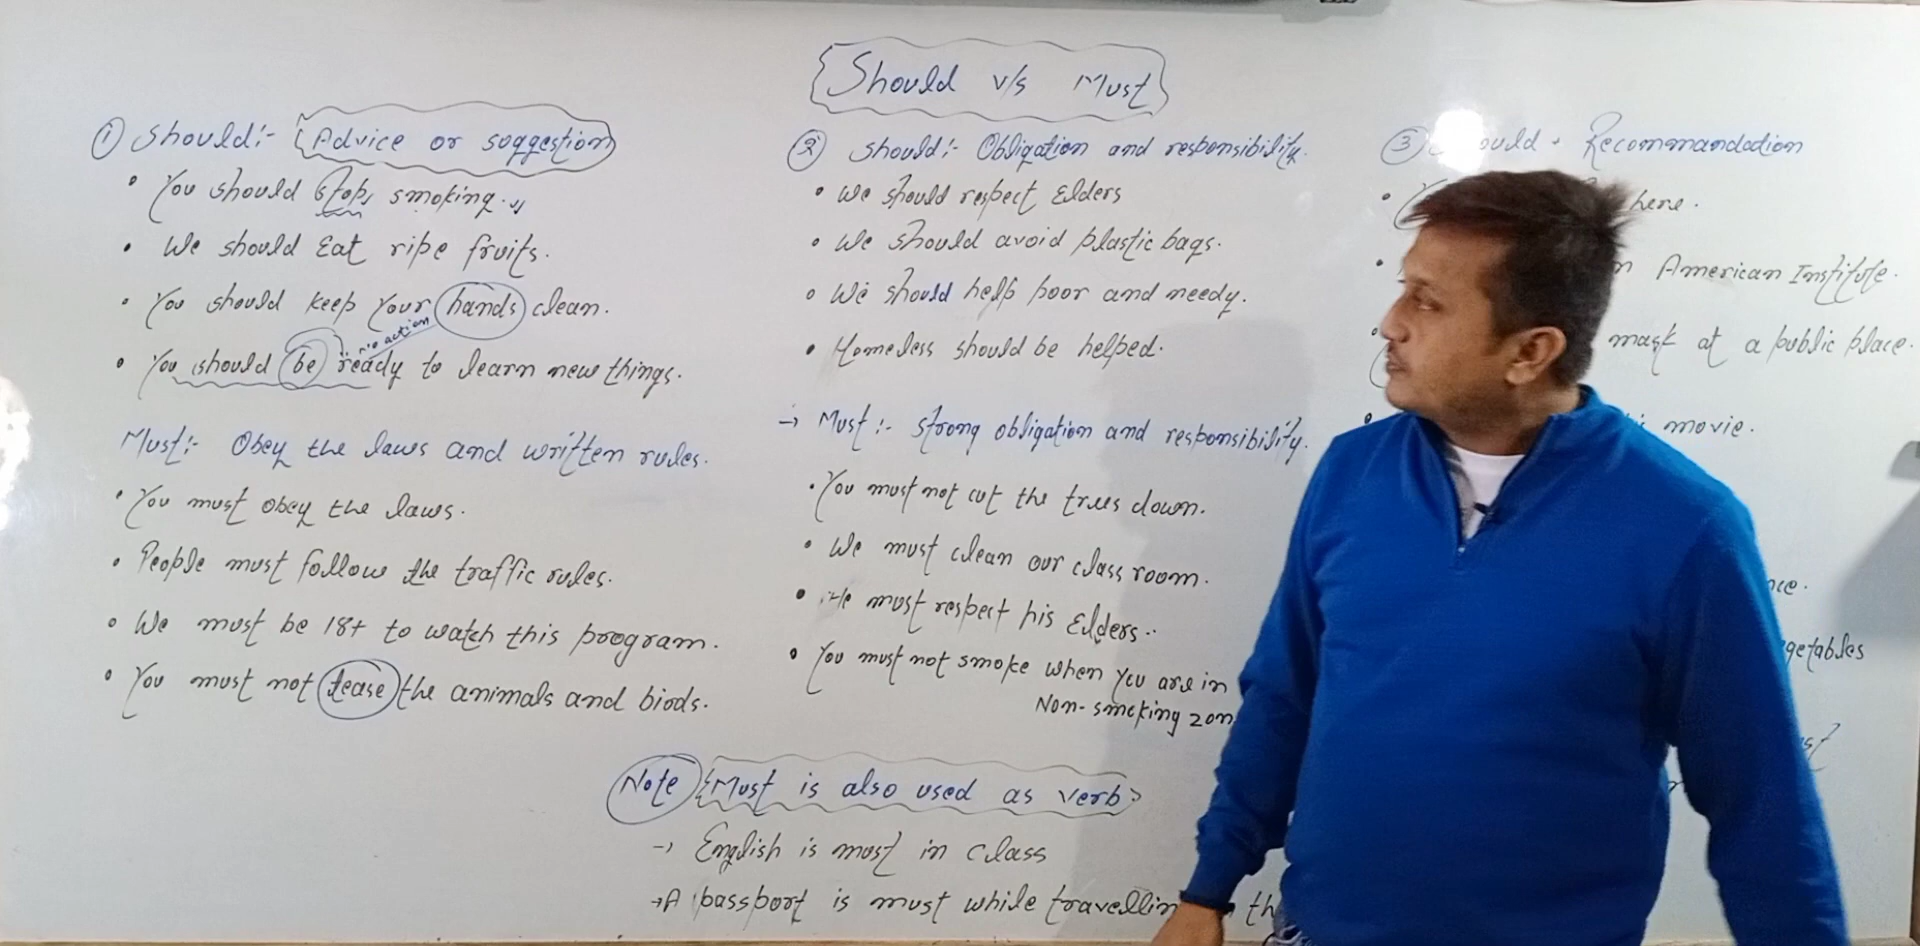 Should v/s Must
① Should:- Advice or suggestion
• You should stop smoking.
• We should Eat ripe fruits.
• You should keep your hands clean.
no action
• You should be ready to learn new things.
Must:- Obey the laws and written rules.
• You must obey the laws.
• People must follow the traffic rules.
• We must be 18+ to watch this program.
• You must not tease the animals and birds.
② should:- Obligation and responsibility.
• We should respect Elders
• We should avoid plastic bags.
• We should help poor and needy.
• Homeless should be helped.
→ Must:- strong obligation and responsibility.
• You must not cut the trees down.
• We must clean our class room.
• He must respect his Elders.
• You must not smoke when you are in
Non-smoking
③ Recommandation
here.
American Institute.
mask at a public place.
movie.
Note Must is also used as verb
→ English is must in class
→ A passport is must while